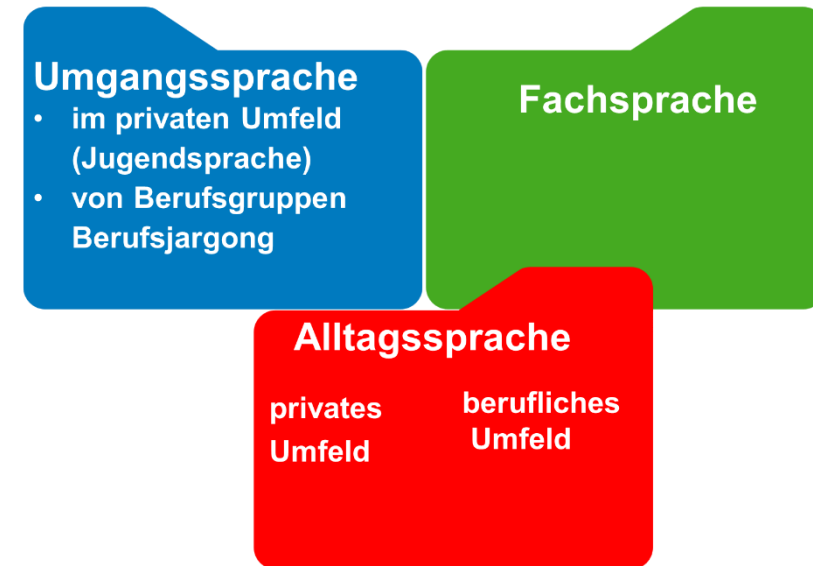 Umgangssprache
• im privaten Umfeld
(Jugendsprache)
• von Berufsgruppen
Berufsjargong
Fachsprache
Alltagssprache
privates
Umfeld
berufliches
Umfeld